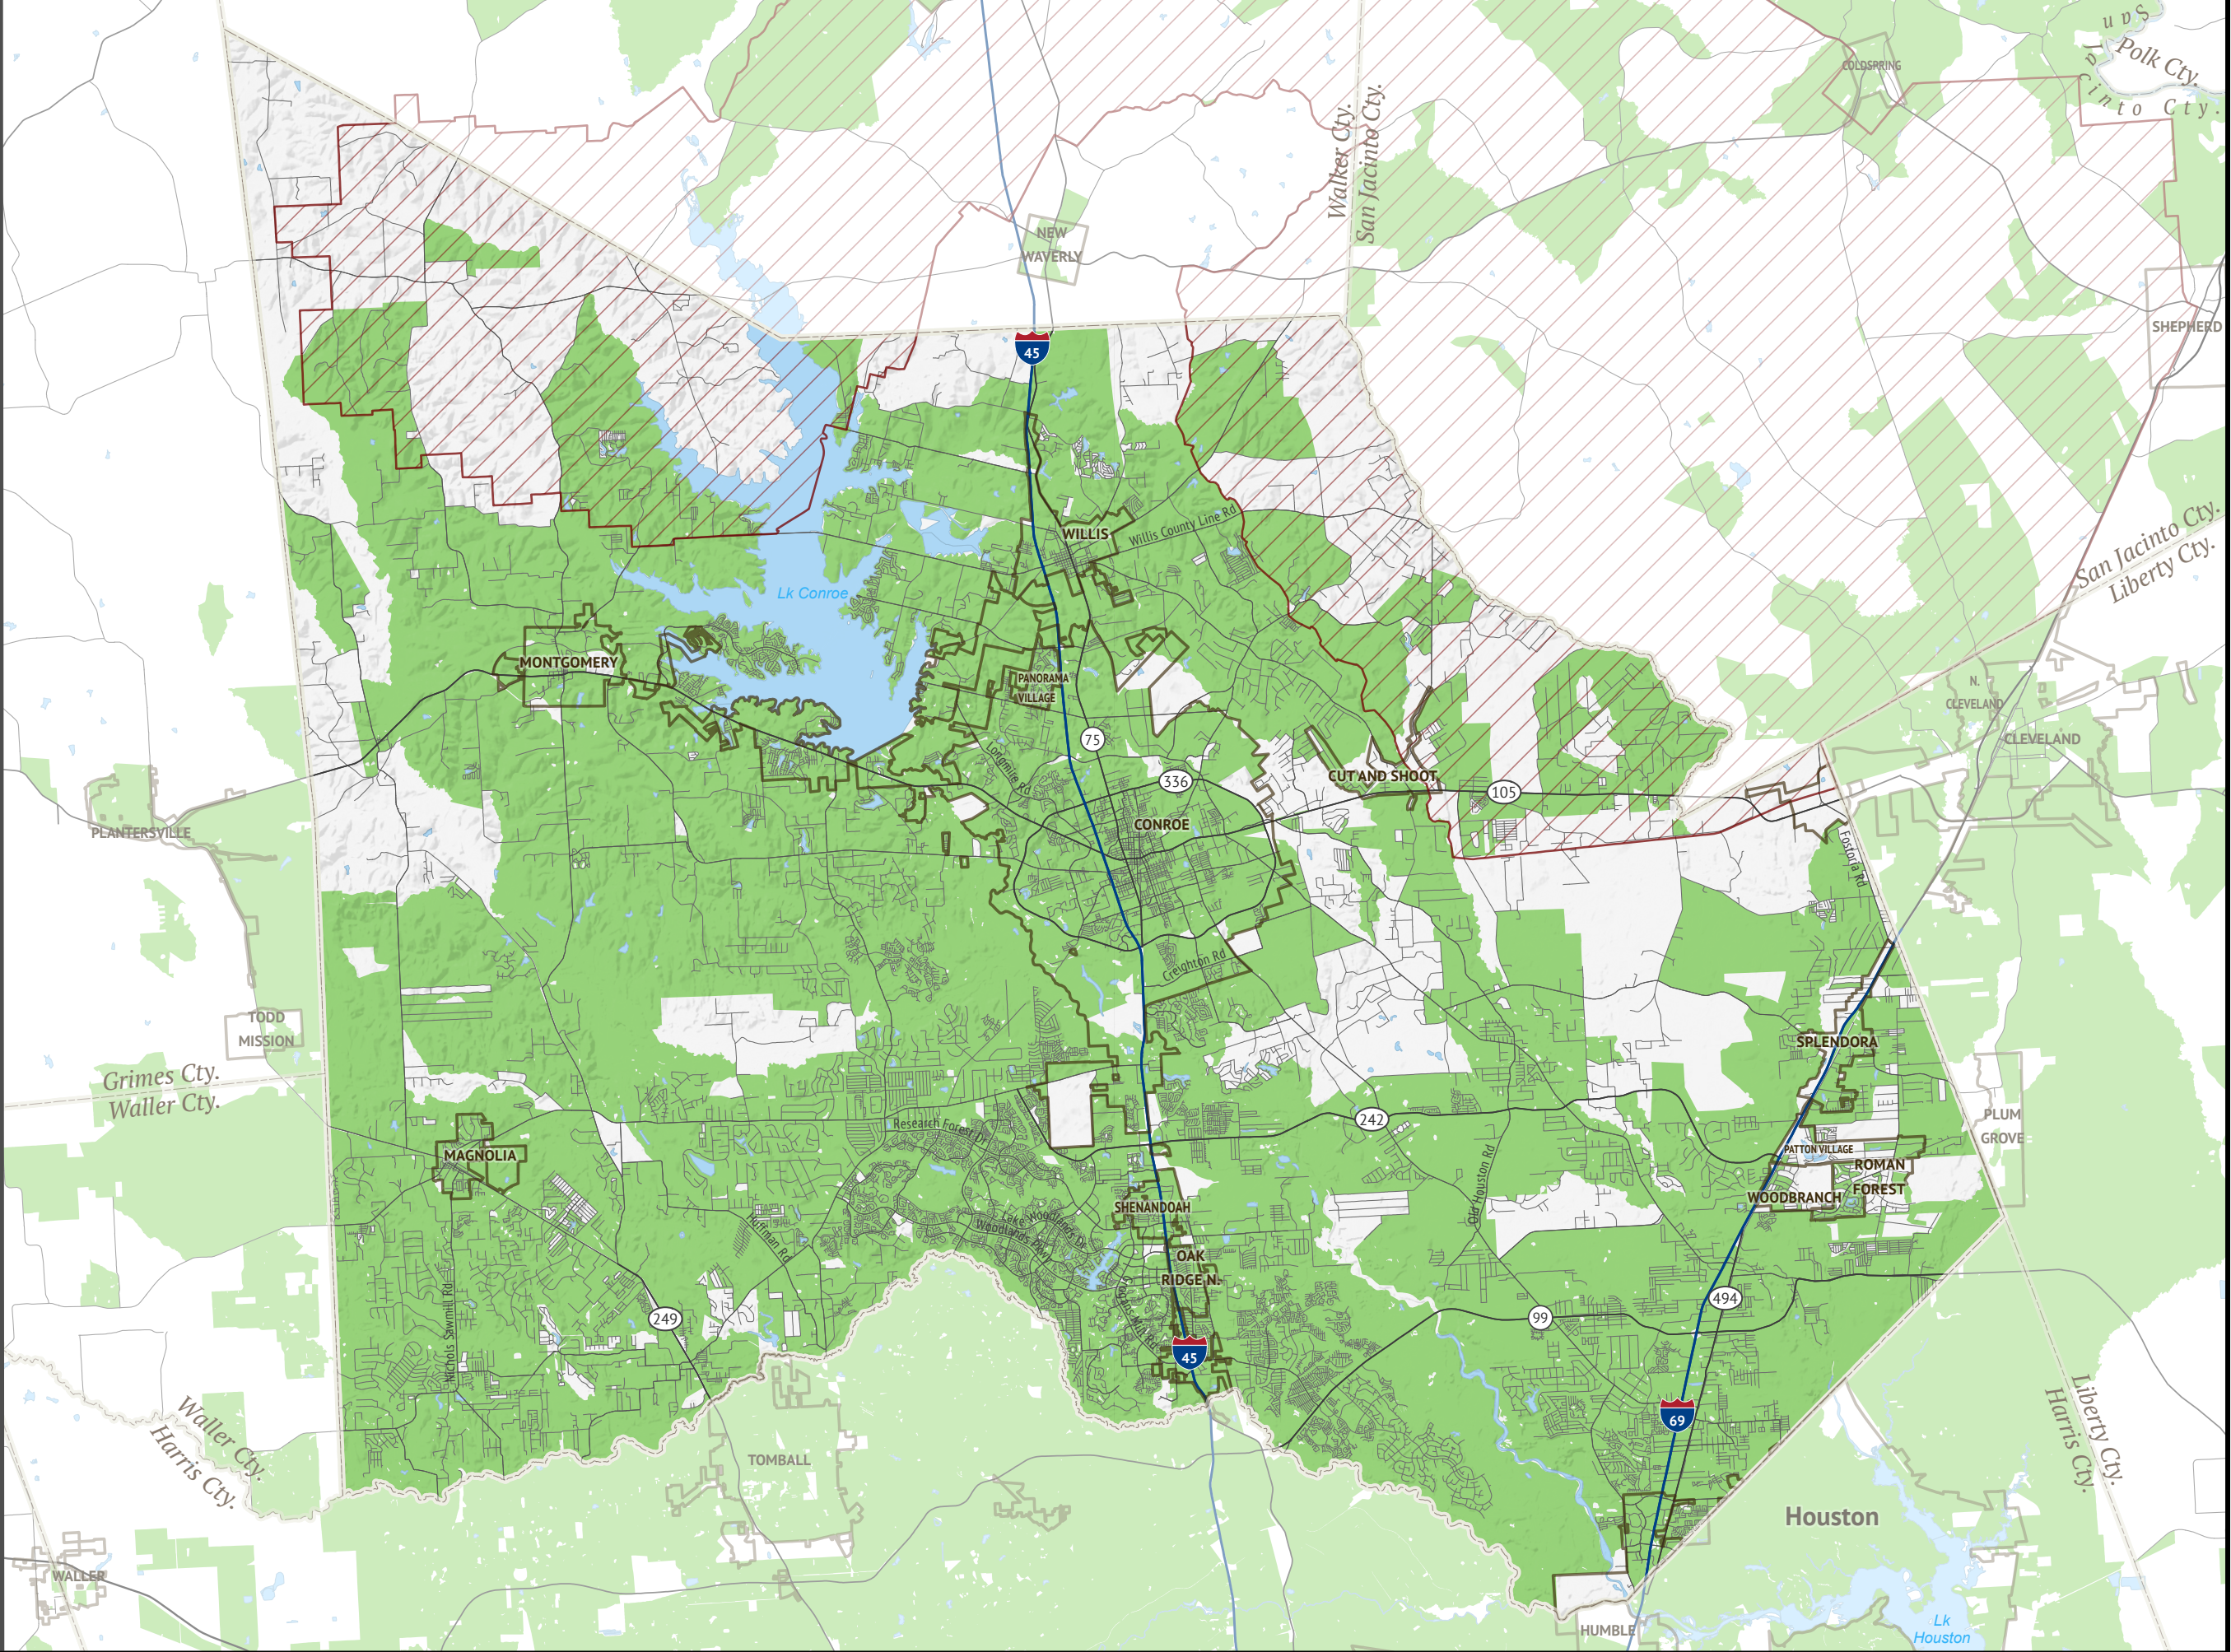 San
Jacinto Cty.
Polk Cty.
COLDSPRING
Walker Cty.
San Jacinto Cty.
NEW
WAVERLY
SHEPHERD
45
San Jacinto Cty.
Liberty Cty.
WILLIS
Willis County Line Rd
Lk Conroe
MONTGOMERY
PANORAMA
VILLAGE
N.
CLEVELAND
CLEVELAND
75
Longmire Rd
336
CUT AND SHOOT
105
CONROE
PLANTERSVILLE
Fostoria Rd
Creighton Rd
TODD
MISSION
SPLENDORA
Grimes Cty.
Waller Cty.
242
PLUM
GROVE
Research Forest Dr
MAGNOLIA
PATTON VILLAGE
ROMAN
FOREST
WOODBRANCH
Old Houston Rd
SHENANDOAH
Lake Woodlands Dr
Woodlands Pkwy
Huffman Rd
OAK
RIDGE N.
Grogans Mill Rd
Nichols Sawmill Rd
249
494
99
45
69
Waller Cty.
Harris Cty.
Liberty Cty.
Harris Cty.
TOMBALL
Houston
WALLER
HUMBLE
Lk
Houston